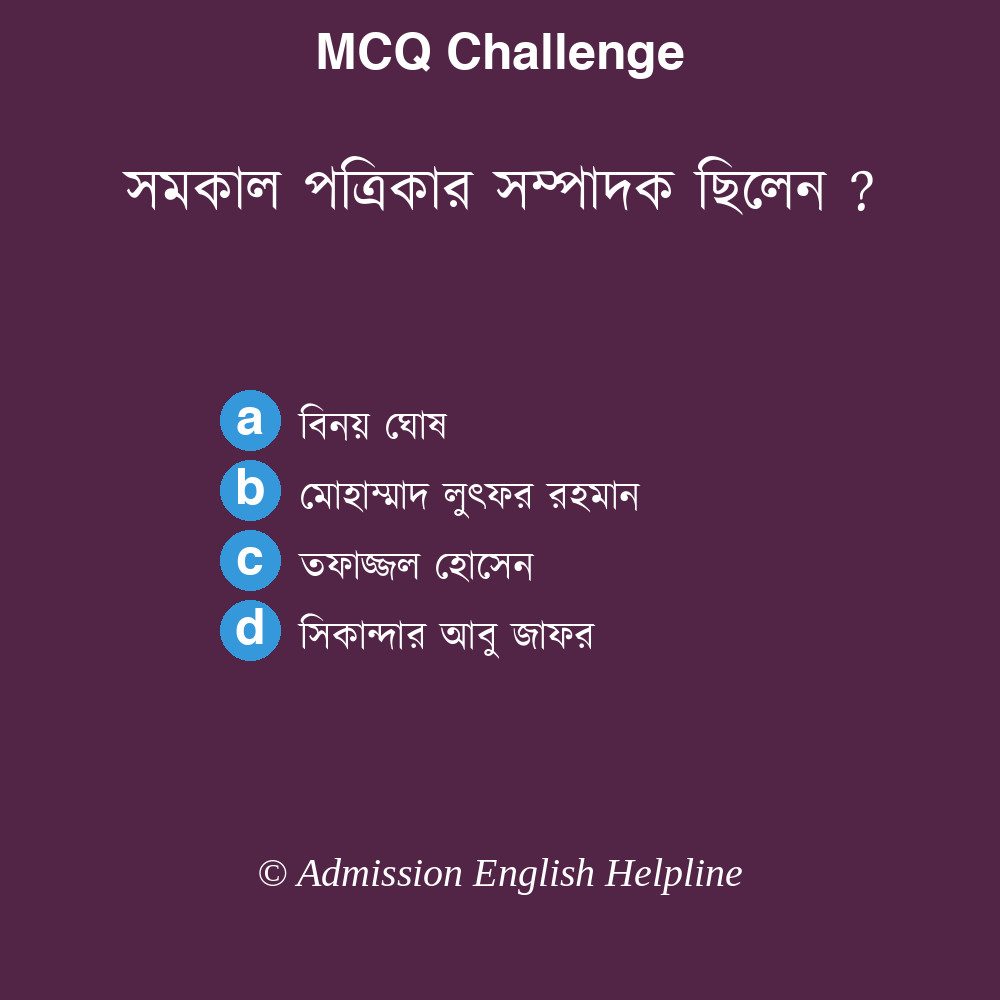 MCQ Challenge
সমকাল পত্রিকার সম্পাদক ছিলেন ?
a বিনয় ঘোষ
b মোহাম্মাদ লুৎফর রহমান
c তফাজ্জল হোসেন
d সিকান্দার আবু জাফর
© Admission English Helpline